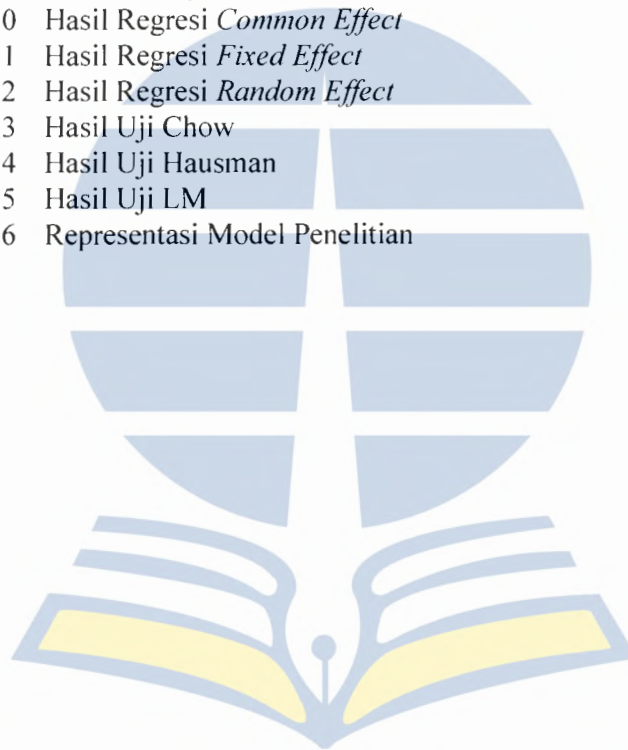 0 Hasil Regresi Common Effect
1 Hasil Regresi Fixed Effect
2 Hasil Regresi Random Effect
3 Hasil Uji Chow
4 Hasil Uji Hausman
5 Hasil Uji LM
6 Representasi Model Penelitian